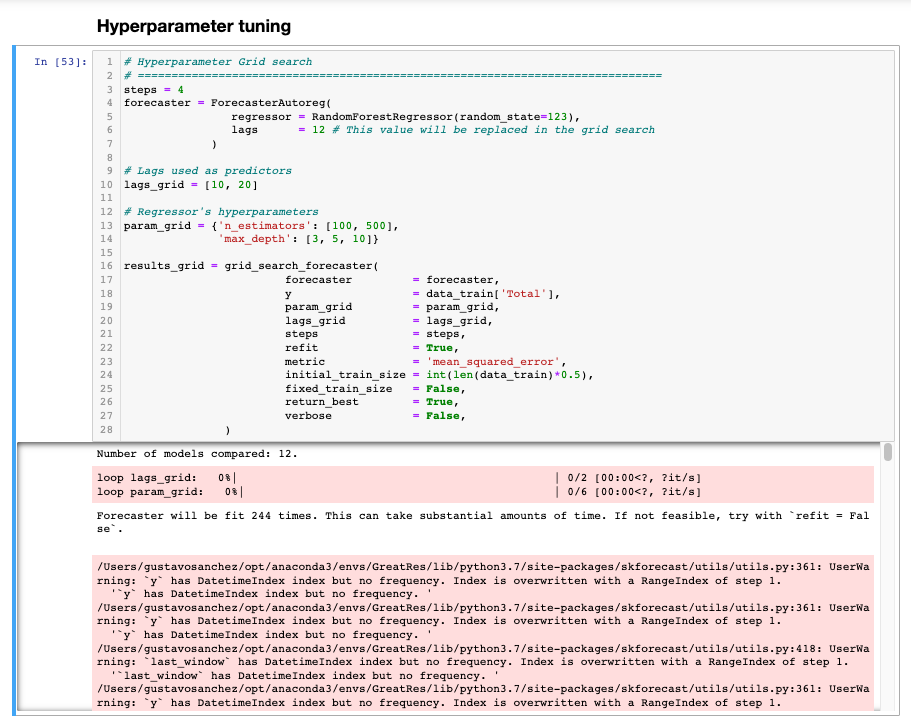 Hyperparameter tuning
In [53]:
1 # Hyperparameter Grid search
2 # ==============================================================================
3 steps = 4
4 forecaster = ForecasterAutoreg(
5 regressor = RandomForestRegressor(random_state=123),
6 lags = 12 # This value will be replaced in the grid search
7 )
8
9 # Lags used as predictors
10 lags_grid = [10, 20]
11
12 # Regressor's hyperparameters
13 param_grid = {'n_estimators': [100, 500],
14 'max_depth': [3, 5, 10]}
15
16 results_grid = grid_search_forecaster(
17 forecaster = forecaster,
18 y = data_train['Total'],
19 param_grid = param_grid,
20 lags_grid = lags_grid,
21 steps = steps,
22 refit = True,
23 metric = 'mean_squared_error',
24 initial_train_size = int(len(data_train)*0.5),
25 fixed_train_size = False,
26 return_best = True,
27 verbose = False,
28 )
Number of models compared: 12.
loop lags_grid: 0%| | 0/2 [00:00<?, ?it/s]
loop param_grid: 0%| | 0/6 [00:00<?, ?it/s]
Forecaster will be fit 244 times. This can take substantial amounts of time. If not feasible, try with `refit = Fal
se`.
/Users/gustavosanchez/opt/anaconda3/envs/GreatRes/lib/python3.7/site-packages/skforecast/utils/utils.py:361: UserWa
rning: `y` has DatetimeIndex index but no frequency. Index is overwritten with a RangeIndex of step 1.
'`y` has DatetimeIndex index but no frequency. '
/Users/gustavosanchez/opt/anaconda3/envs/GreatRes/lib/python3.7/site-packages/skforecast/utils/utils.py:361: UserWa
rning: `y` has DatetimeIndex index but no frequency. Index is overwritten with a RangeIndex of step 1.
'`y` has DatetimeIndex index but no frequency. '
/Users/gustavosanchez/opt/anaconda3/envs/GreatRes/lib/python3.7/site-packages/skforecast/utils/utils.py:418: UserWa
rning: `last_window` has DatetimeIndex index but no frequency. Index is overwritten with a RangeIndex of step 1.
'`last_window` has DatetimeIndex index but no frequency. '
/Users/gustavosanchez/opt/anaconda3/envs/GreatRes/lib/python3.7/site-packages/skforecast/utils/utils.py:361: UserWa
rning: `y` has DatetimeIndex index but no frequency. Index is overwritten with a RangeIndex of step 1.